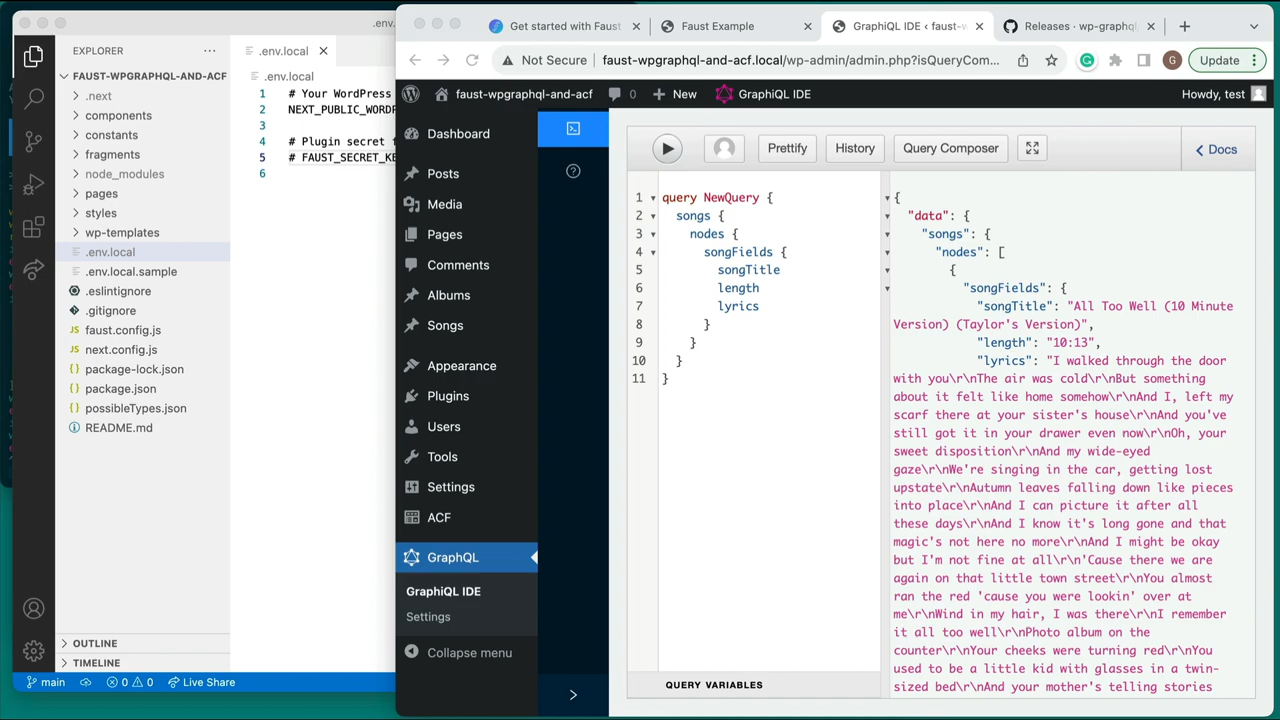 .env.
EXPLORER ···
FAUST-WPGRAPHQL-AND-ACF
.next
components
constants
fragments
node_modules
pages
styles
wp-templates
.env.local
.env.local.sample
.eslintignore
.gitignore
JS faust.config.js
JS next.config.js
{} package-lock.json
{} package.json
{} possibleTypes.json
README.md
OUTLINE
TIMELINE
main 0 0 Live Share
.env.local
.env.local
1 # Your WordPress
2 NEXT_PUBLIC_WORDP
3
4 # Plugin secret f
5 # FAUST_SECRET_KE
6
Get started with Faust
Faust Example
GraphiQL IDE ‹ faust-w
Releases · wp-graphql
Not Secure faust-wpgraphql-and-acf.local/wp-admin/admin.php?isQueryCom... G G Update
faust-wpgraphql-and-acf 0 New GraphiQL IDE Howdy, test
Dashboard
Posts
Media
Pages
Comments
Albums
Songs
Appearance
Plugins
Users
Tools
Settings
ACF
GraphQL
GraphiQL IDE
Settings
Collapse menu
Prettify History Query Composer Docs
1 query NewQuery {
2 songs {
3 nodes {
4 songFields {
5 songTitle
6 length
7 lyrics
8 }
9 }
10 }
11 }
QUERY VARIABLES
{
"data": {
"songs": {
"nodes": [
{
"songFields": {
"songTitle": "All Too Well (10 Minute
Version) (Taylor's Version)",
"length": "10:13",
"lyrics": "I walked through the door
with you\r\nThe air was cold\r\nBut something
about it felt like home somehow\r\nAnd I, left my
scarf there at your sister's house\r\nAnd you've
still got it in your drawer even now\r\nOh, your
sweet disposition\r\nAnd my wide-eyed
gaze\r\nWe're singing in the car, getting lost
upstate\r\nAutumn leaves falling down like pieces
into place\r\nAnd I can picture it after all
these days\r\nAnd I know it's long gone and that
magic's not here no more\r\nAnd I might be okay
but I'm not fine at all\r\n'Cause there we are
again on that little town street\r\nYou almost
ran the red 'cause you were lookin' over at
me\r\nWind in my hair, I was there\r\nI remember
it all too well\r\nPhoto album on the
counter\r\nYour cheeks were turning red\r\nYou
used to be a little kid with glasses in a twin-
sized bed\r\nAnd your mother's telling stories